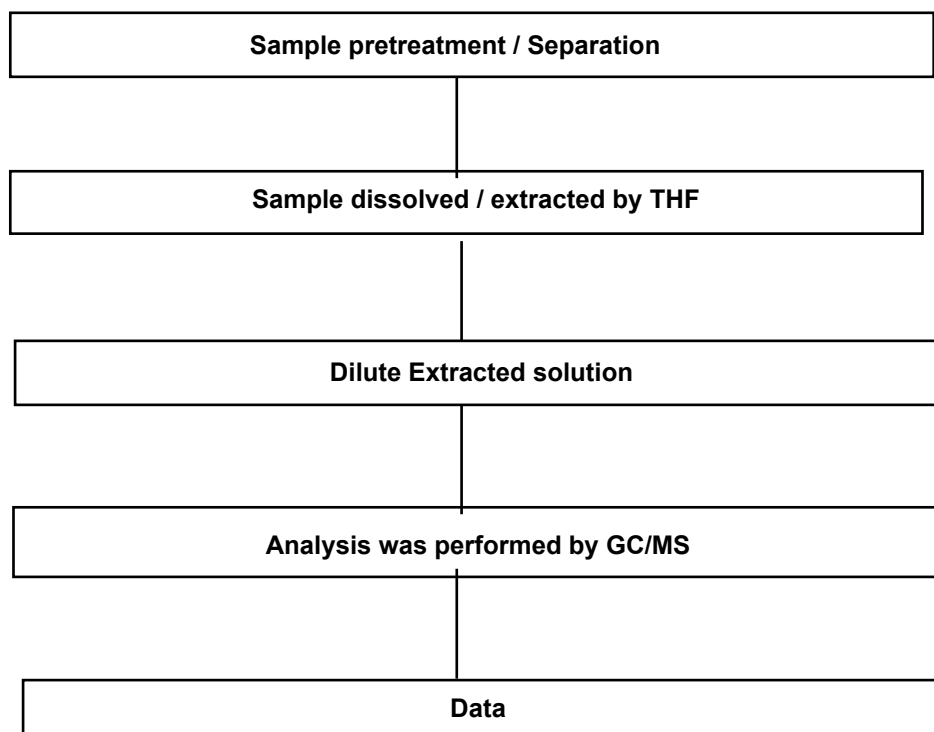 Sample pretreatment / Separation
Sample dissolved / extracted by THF
Dilute Extracted solution
Analysis was performed by GC/MS
Data